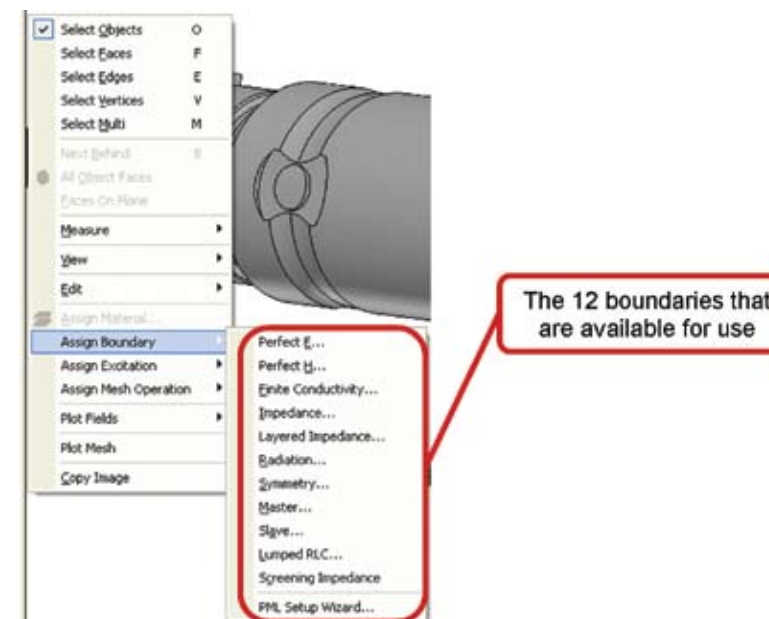 Select Objects O
Select Faces F
Select Edges E
Select Vertices V
Select Multi M
Next Behind B
All Object Faces
Faces On Plane
Measure
View
Edit
Assign Material...
Assign Boundary
Assign Excitation
Assign Mesh Operation
Plot Fields
Plot Mesh
Copy Image
Perfect E...
Perfect H...
Finite Conductivity...
Impedance...
Layered Impedance...
Radiation...
Symmetry...
Master...
Slave...
Lumped RLC...
Screening Impedance
PML Setup Wizard...
The 12 boundaries that
are available for use